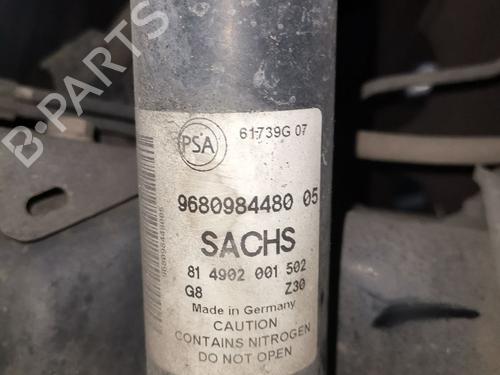 B-PARTS
PSA
61739G 07
9680984480 05
SACHS
81 4902 001 502
G8 Z30
Made in Germany
CAUTION
CONTAINS NITROGEN
DO NOT OPEN
968098448005